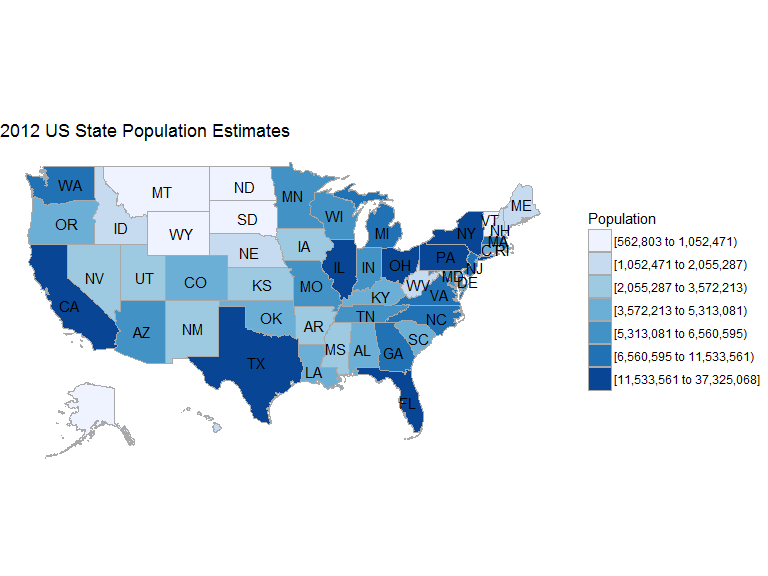 2012 US State Population Estimates
WA
MT
ND
MN
VT
ME
OR
ID
SD
WI
MI
NY
NH
MA
WY
NE
IA
IL
IN
OH
PA
C
RI
NJ
NV
UT
CO
KS
MO
KY
WV
MD
DE
VA
CA
AZ
NM
OK
AR
TN
NC
TX
LA
MS
AL
GA
SC
FL
Population
[562,803 to 1,052,471)
[1,052,471 to 2,055,287)
[2,055,287 to 3,572,213)
[3,572,213 to 5,313,081)
[5,313,081 to 6,560,595)
[6,560,595 to 11,533,561)
[11,533,561 to 37,325,068]